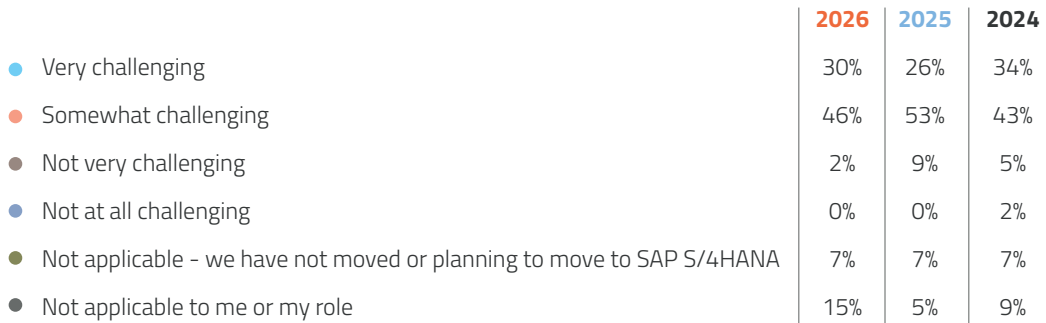 2026 2025 2024
Very challenging 30% 26% 34%
Somewhat challenging 46% 53% 43%
Not very challenging 2% 9% 5%
Not at all challenging 0% 0% 2%
Not applicable - we have not moved or planning to move to SAP S/4HANA 7% 7% 7%
Not applicable to me or my role 15% 5% 9%